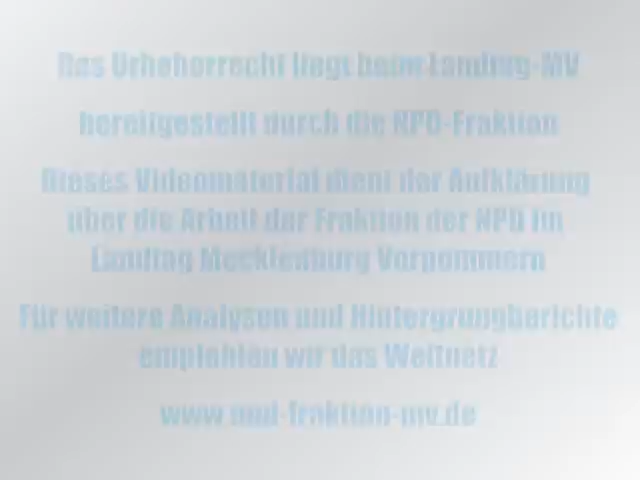 Das Urheberrecht liegt beim Landtag-MV
bereitgestellt durch die NPD-Fraktion
Dieses Videomaterial dient der Aufklärung
über die Arbeit der Fraktion der NPD im
Landtag Mecklenburg Vorpommern
Für weitere Analysen und Hintergrungberichte
empfehlen wir das Weltnetz
www.npd-fraktion-mv.de